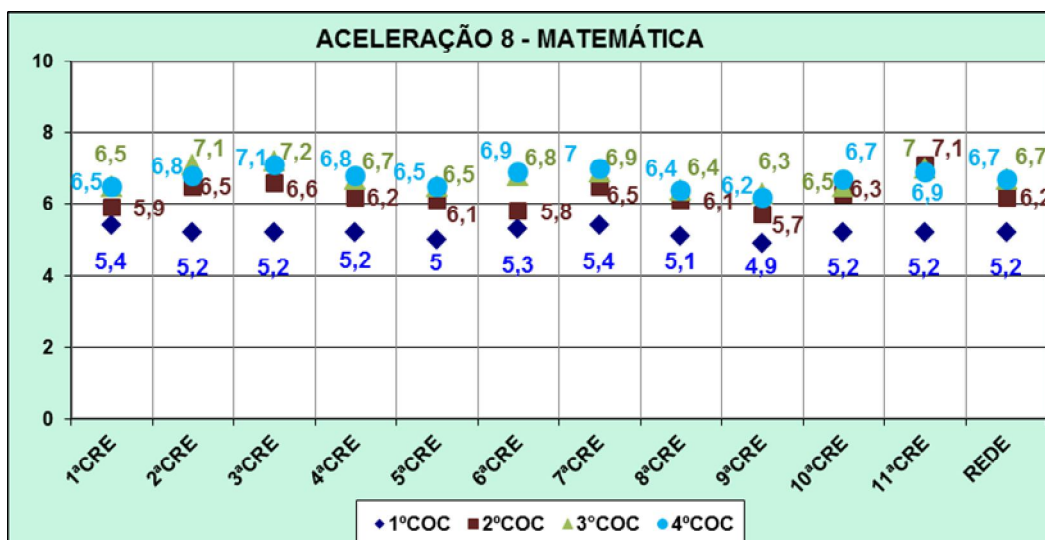 ACELERAÇÃO 8 - MATEMÁTICA
10
8
6
4
2
0
6,5 7,1 7,2 6,7 6,5 6,8 6,9 6,4 6,3 6,5 7 6,7
6,5 6,8 7,1 6,8 6,5 6,9 7 6,4 6,2 6,7 6,9 6,7
5,9 6,5 6,6 6,2 6,1 5,8 6,5 6,1 5,7 6,3 7,1 6,2
5,4 5,2 5,2 5,2 5 5,3 5,4 5,1 4,9 5,2 5,2 5,2
1ªCRE 2ªCRE 3ªCRE 4ªCRE 5ªCRE 6ªCRE 7ªCRE 8ªCRE 9ªCRE 10ªCRE 11ªCRE REDE
1ºCOC 2ºCOC 3°COC 4ºCOC